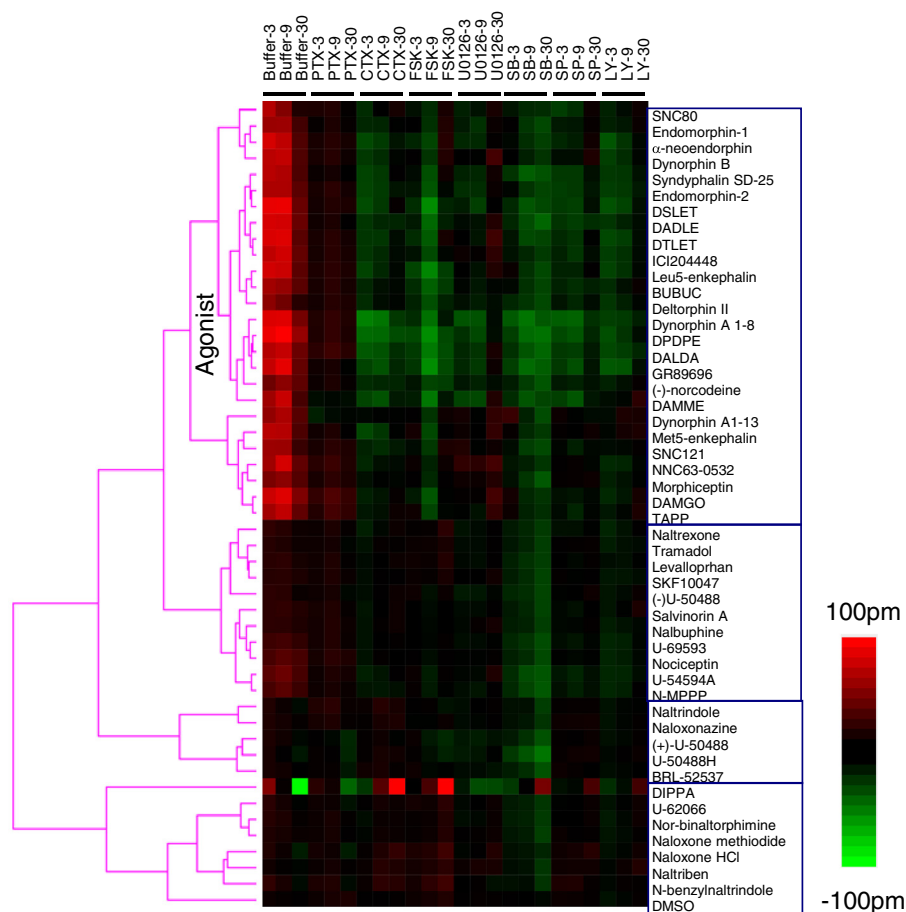 Buffer-3
Buffer-9
Buffer-30
PTX-3
PTX-9
PTX-30
CTX-3
CTX-9
CTX-30
FSK-3
FSK-9
FSK-30
U0126-3
U0126-9
U0126-30
SB-3
SB-9
SB-30
SP-3
SP-9
SP-30
LY-3
LY-9
LY-30
Agonist
SNC80
Endomorphin-1
α-neoendorphin
Dynorphin B
Syndyphalin SD-25
Endomorphin-2
DSLET
DADLE
DTLET
ICI204448
Leu5-enkephalin
BUBUC
Deltorphin II
Dynorphin A 1-8
DPDPE
DALDA
GR89696
(-)-norcodeine
DAMME
Dynorphin A1-13
Met5-enkephalin
SNC121
NNC63-0532
Morphiceptin
DAMGO
TAPP
Naltrexone
Tramadol
Levalloprhan
SKF10047
(-)U-50488
Salvinorin A
Nalbuphine
U-69593
Nociceptin
U-54594A
N-MPPP
Naltrindole
Naloxonazine
(+)-U-50488
U-50488H
BRL-52537
DIPPA
U-62066
Nor-binaltorphimine
Naloxone methiodide
Naloxone HCl
Naltriben
N-benzylnaltrindole
DMSO
100pm
-100pm